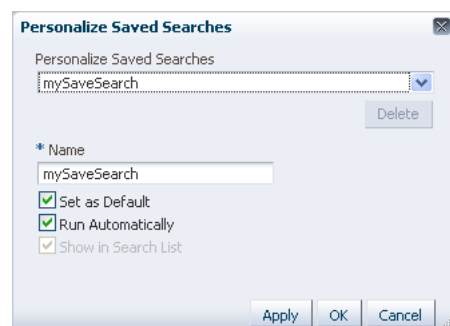 Personalize Saved Searches
Personalize Saved Searches
mySaveSearch
Delete
* Name
mySaveSearch
Set as Default
Run Automatically
Show in Search List
Apply OK Cancel